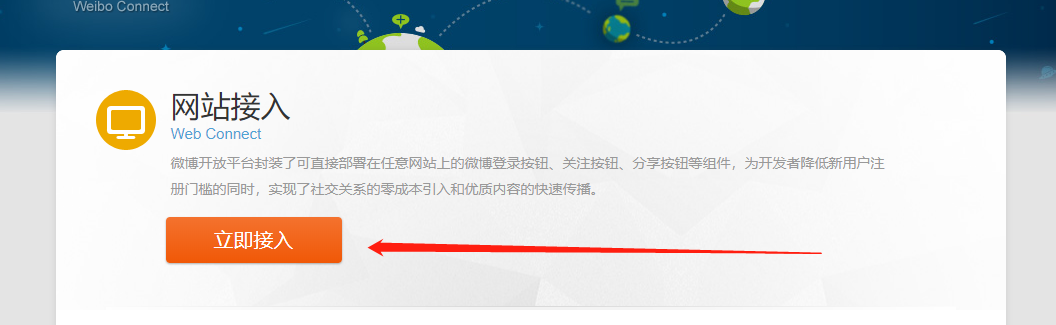 Weibo Connect
网站接入
Web Connect
微博开放平台封装了可直接部署在任意网站上的微博登录按钮、关注按钮、分享按钮等组件，为开发者降低新用户注
册门槛的同时，实现了社交关系的零成本引入和优质内容的快速传播。
立即接入